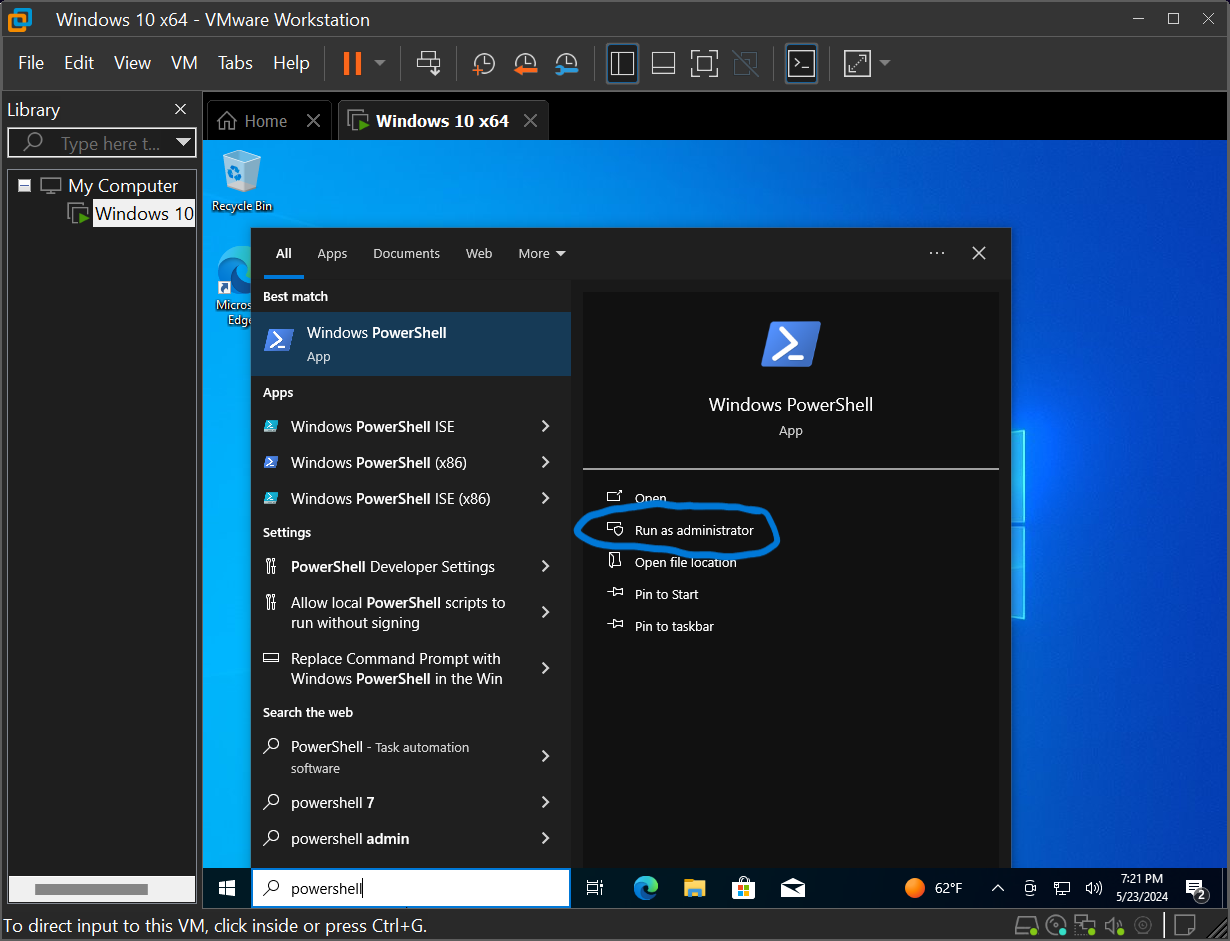 Windows 10 x64 - VMware Workstation
File Edit View VM Tabs Help
Library
Type here t...
Home
Windows 10 x64
My Computer
Windows 10
Recycle Bin
Micros
Edge
All Apps Documents Web More
Best match
Windows PowerShell
App
Apps
Windows PowerShell ISE
Windows PowerShell (x86)
Windows PowerShell ISE (x86)
Settings
PowerShell Developer Settings
Allow local PowerShell scripts to
run without signing
Replace Command Prompt with
Windows PowerShell in the Win
Search the web
PowerShell - Task automation
software
powershell 7
powershell admin
Windows PowerShell
App
Open
Run as administrator
Open file location
Pin to Start
Pin to taskbar
powershell
62°F
7:21 PM
5/23/2024
2
To direct input to this VM, click inside or press Ctrl+G.